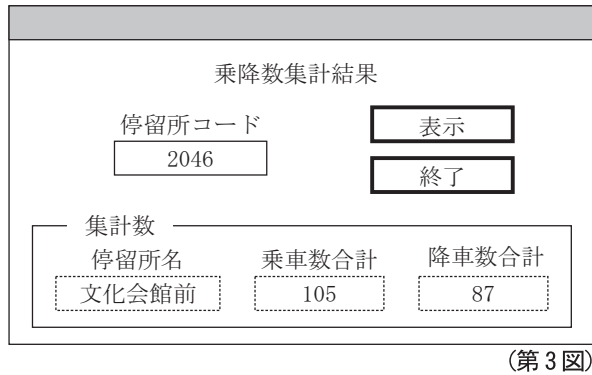 乗降数集計結果
停留所コード
表示
2046
終了
集計数
停留所名 乗車数合計 降車数合計
文化会館前 105 87
(第3図)